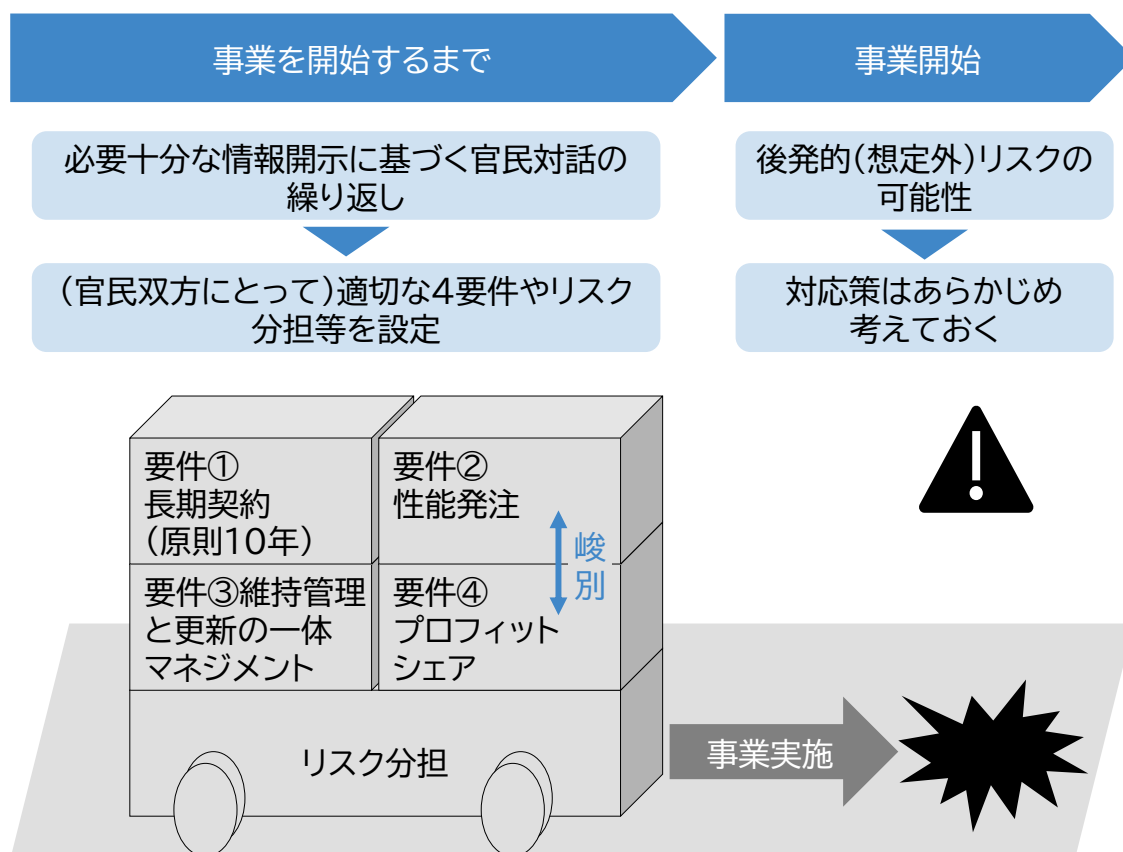 事業を開始するまで
事業開始
必要十分な情報開示に基づく官民対話の
繰り返し
後発的(想定外)リスクの
可能性
(官民双方にとって)適切な4要件やリスク
分担等を設定
対応策はあらかじめ
考えておく
要件①
長期契約
(原則10年)
要件②
性能発注
峻別
要件③維持管理
と更新の一体
マネジメント
要件④
プロフィット
シェア
リスク分担
事業実施